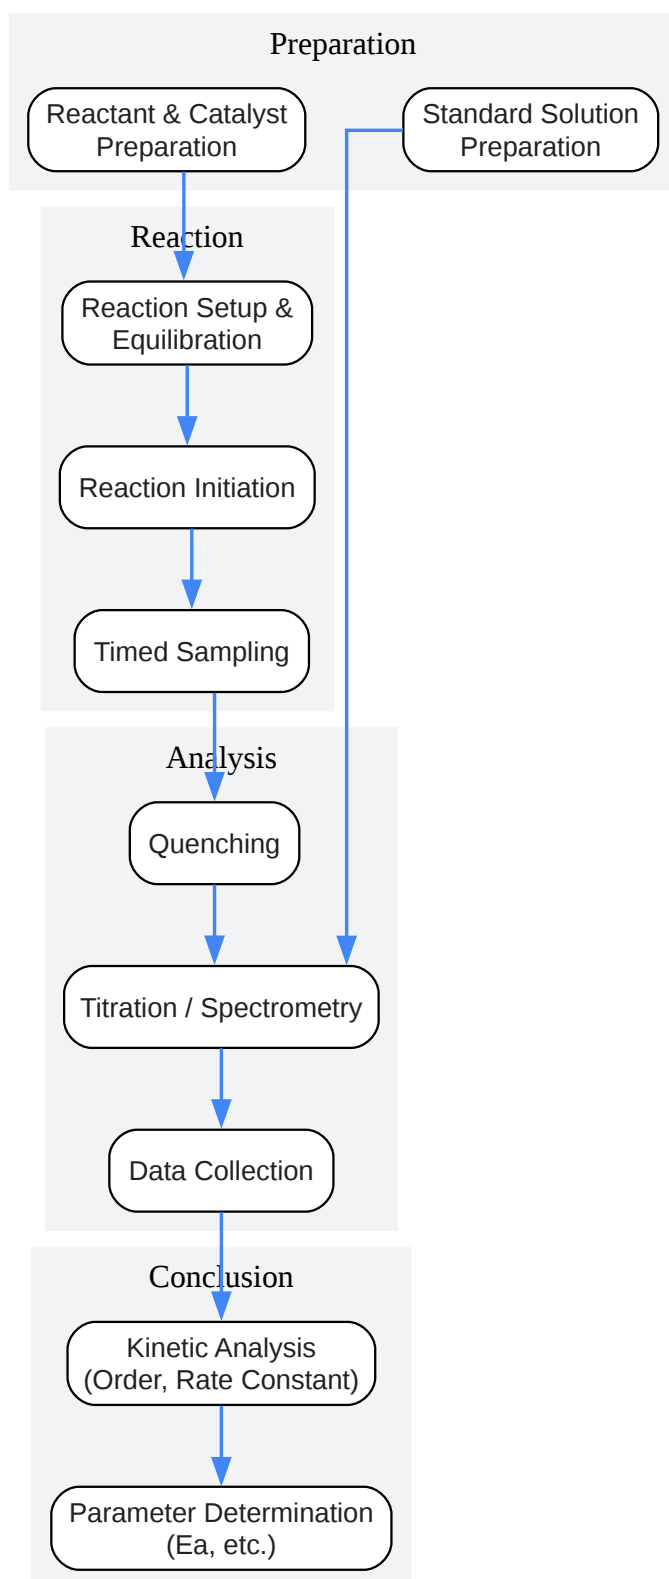 Preparation
Reactant & Catalyst
Preparation
Standard Solution
Preparation
Reaction
Reaction Setup &
Equilibration
Reaction Initiation
Timed Sampling
Analysis
Quenching
Titration / Spectrometry
Data Collection
Conclusion
Kinetic Analysis
(Order, Rate Constant)
Parameter Determination
(Ea, etc.)